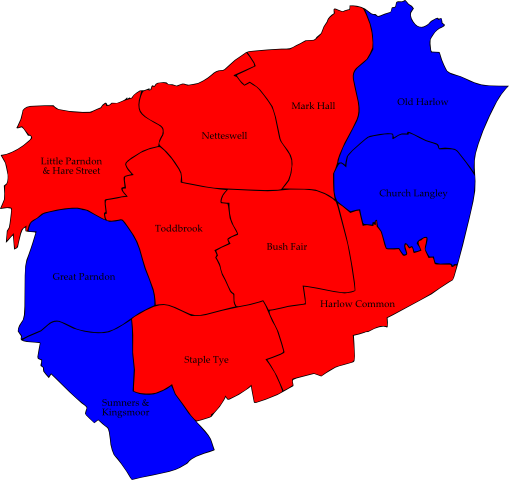 Old Harlow
Mark Hall
Netteswell
Little Parndon
& Hare Street
Church Langley
Toddbrook
Bush Fair
Great Parndon
Harlow Common
Staple Tye
Sumners &
Kingsmoor